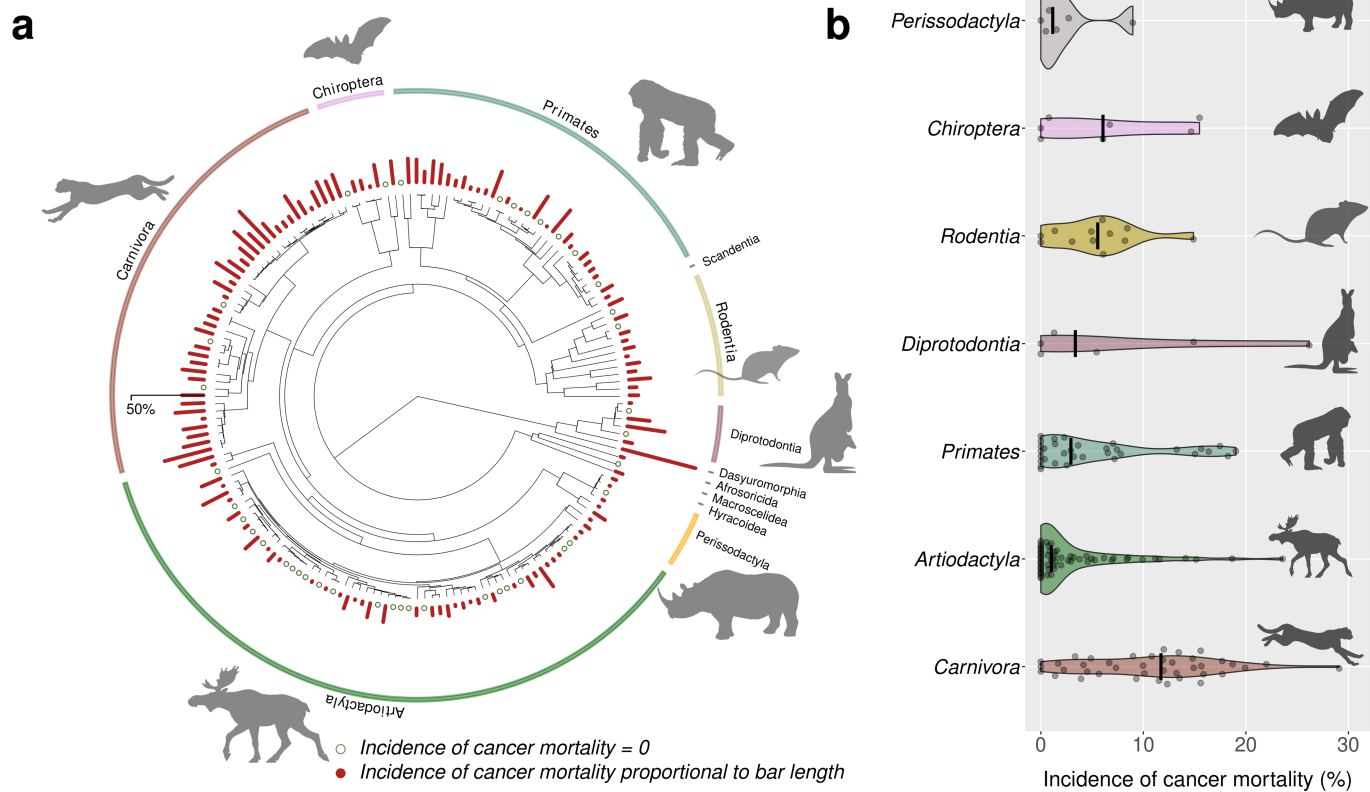 a
Chiroptera
Primates
Carnivora
Scandentia
Rodentia
50%
Diprotodontia
Dasyuromorphia
Afrosoricida
Macroscelidea
Hyracoidea
Perissodactyla
Artiodactyla
Incidence of cancer mortality = 0
Incidence of cancer mortality proportional to bar length
b
Perissodactyla
Chiroptera
Rodentia
Diprotodontia
Primates
Artiodactyla
Carnivora
0 10 20 30
Incidence of cancer mortality (%)